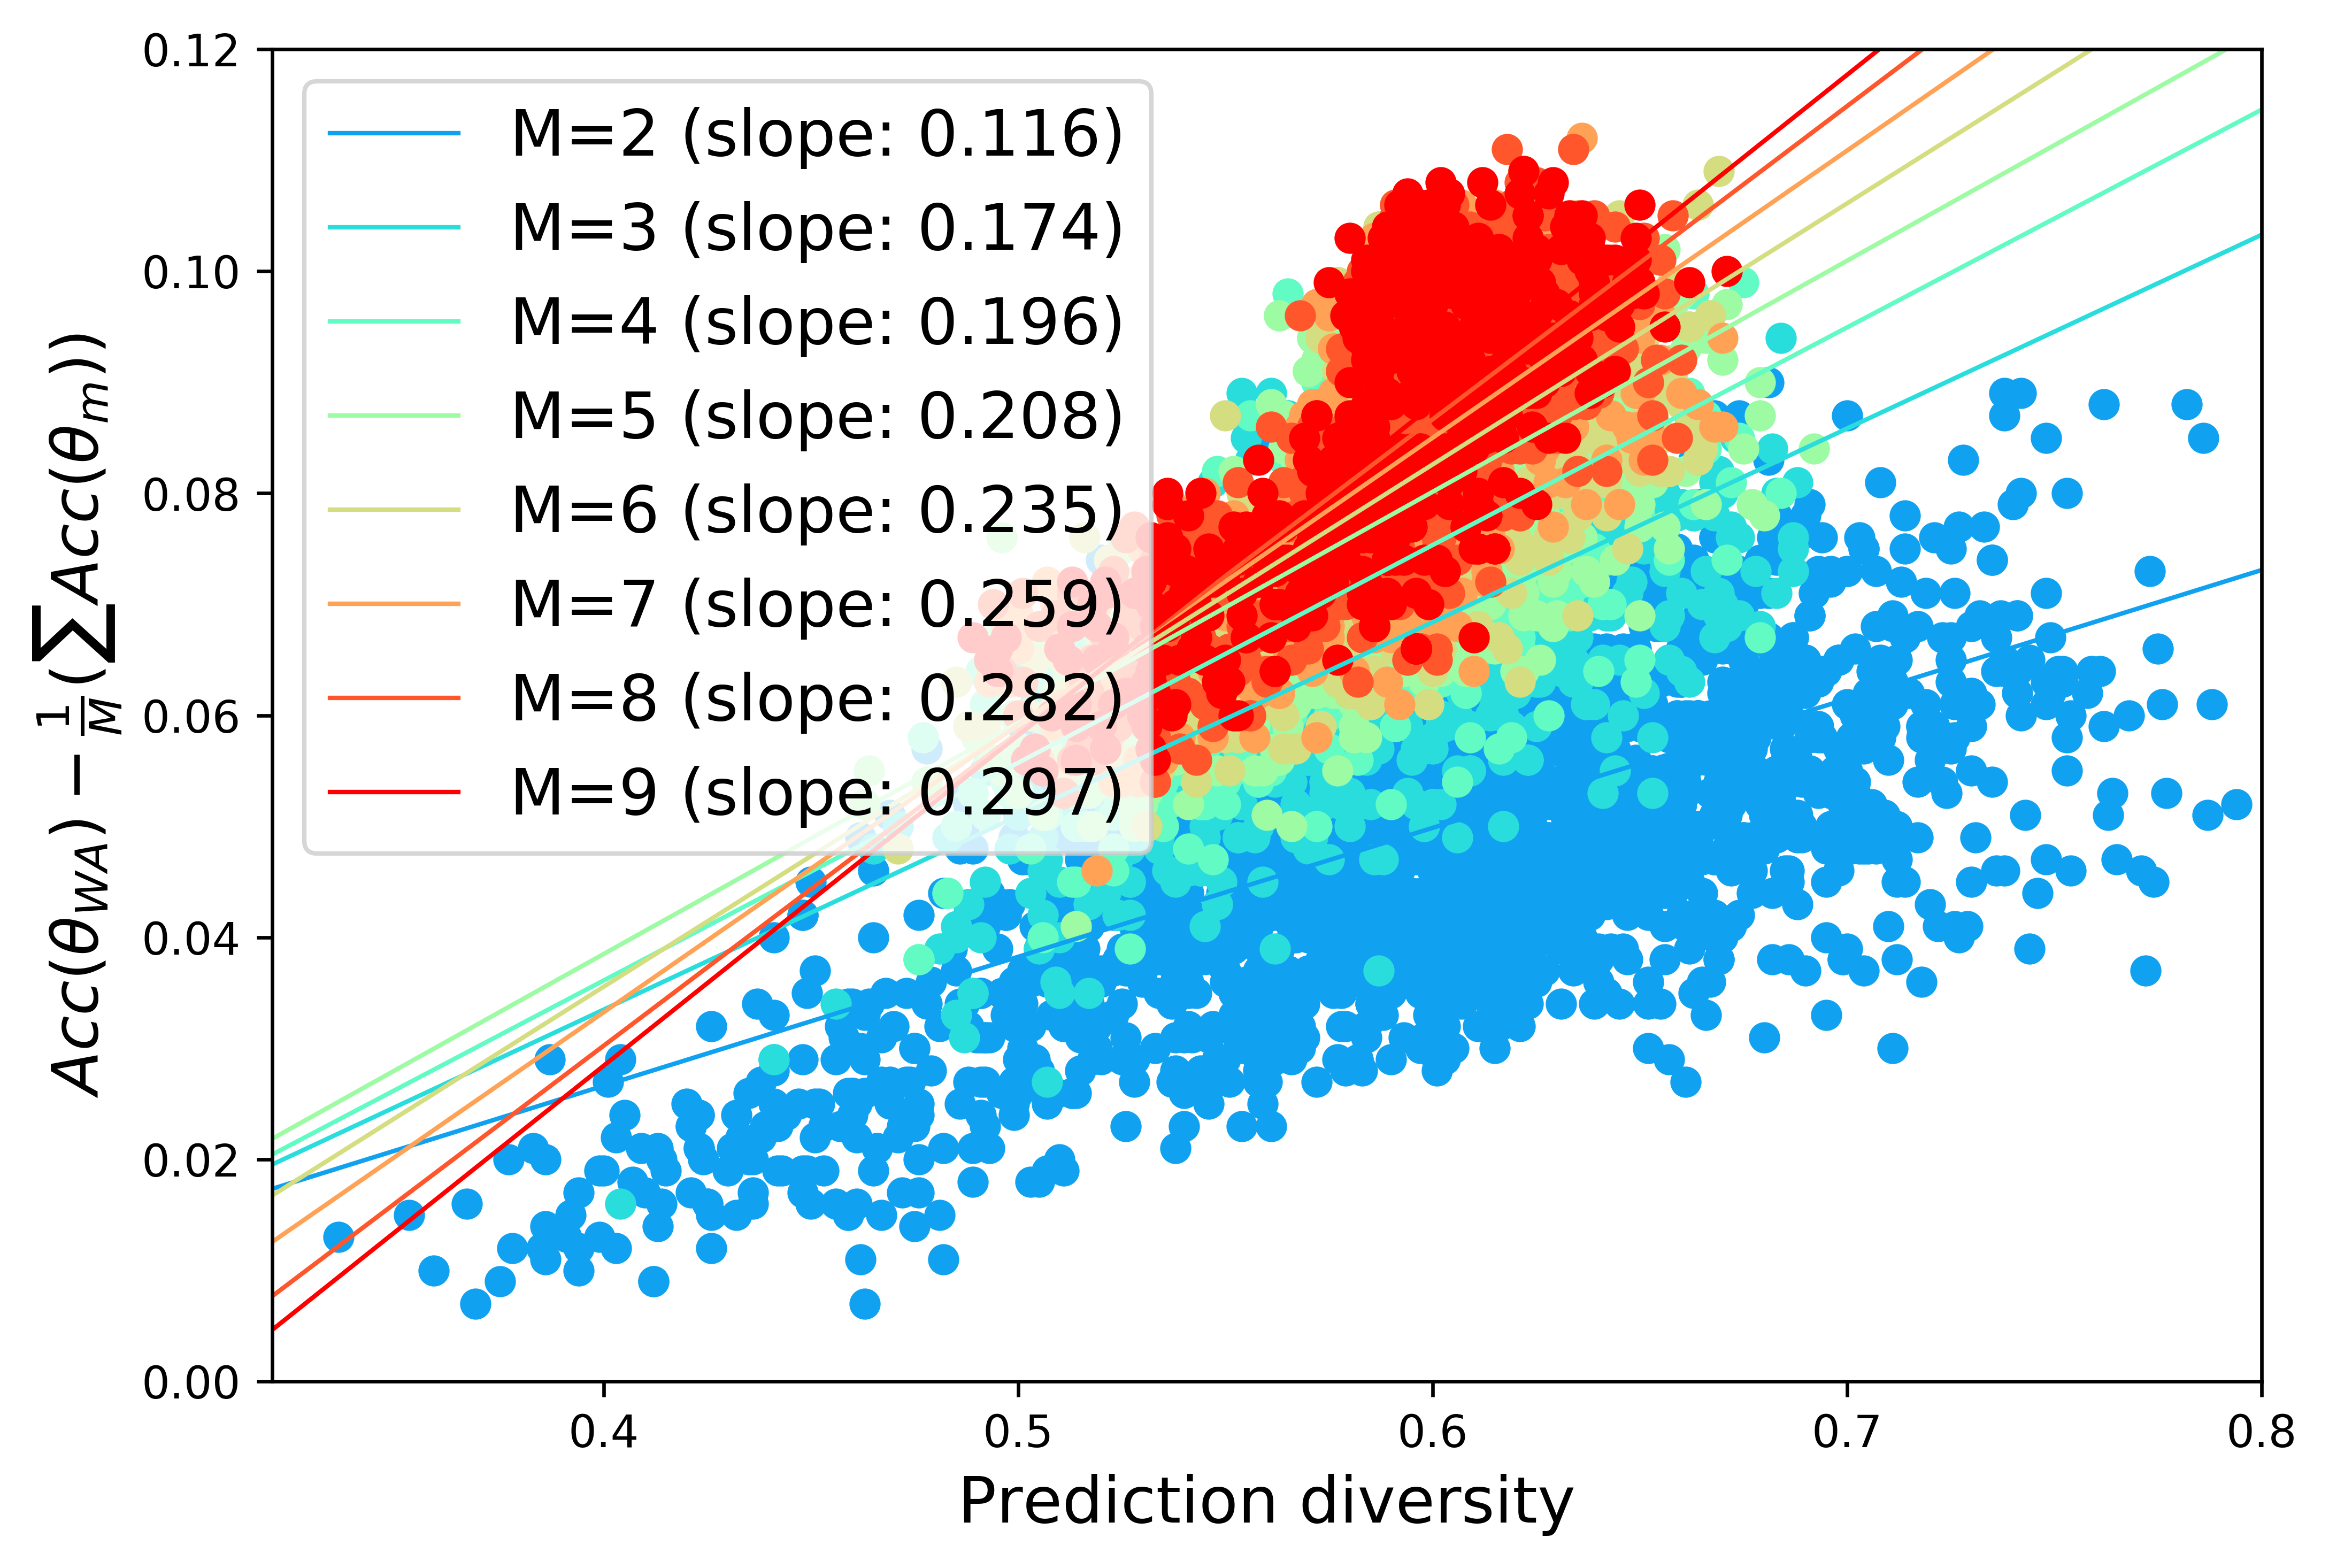 0.12
0.10
0.08
0.06
0.04
0.02
0.00
Acc(θ_WA) − 1/M (∑ Acc(θ_m))
M=2 (slope: 0.116)
M=3 (slope: 0.174)
M=4 (slope: 0.196)
M=5 (slope: 0.208)
M=6 (slope: 0.235)
M=7 (slope: 0.259)
M=8 (slope: 0.282)
M=9 (slope: 0.297)
0.4 0.5 0.6 0.7 0.8
Prediction diversity